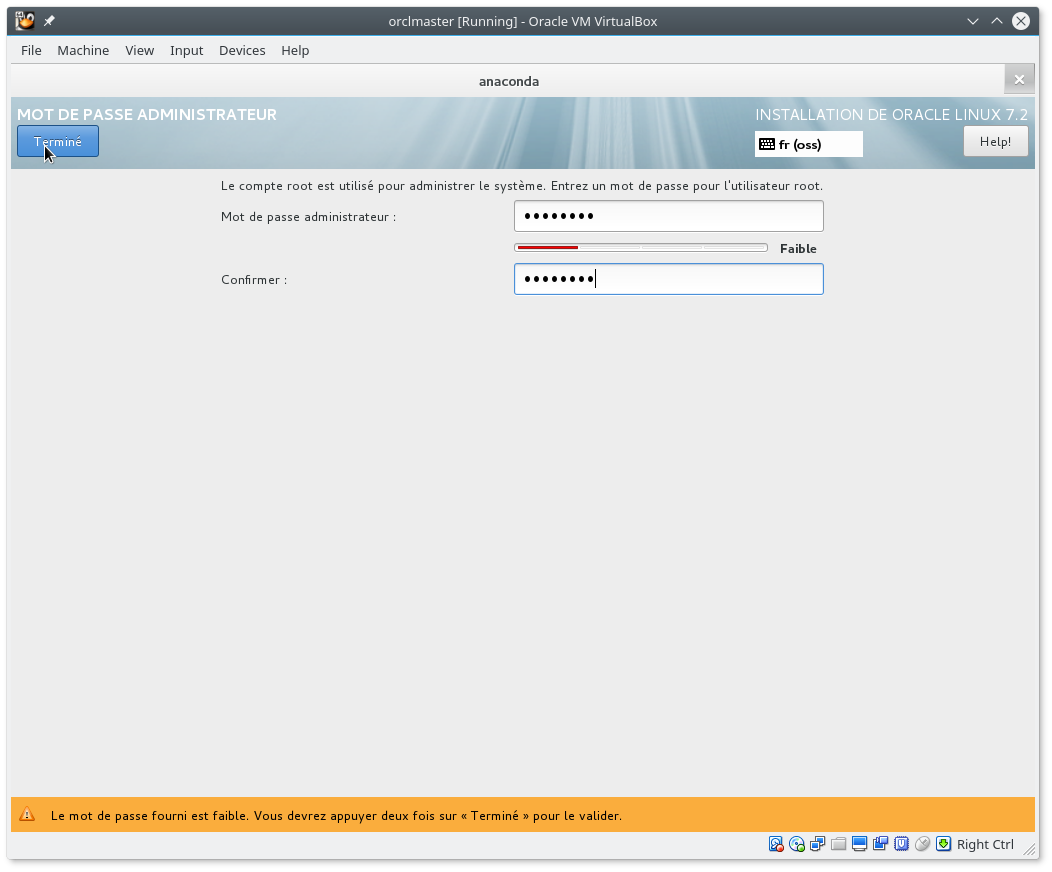 orclmaster [Running] - Oracle VM VirtualBox
File Machine View Input Devices Help
anaconda
MOT DE PASSE ADMINISTRATEUR
INSTALLATION DE ORACLE LINUX 7.2
Terminé
fr (oss)
Help!
Le compte root est utilisé pour administrer le système. Entrez un mot de passe pour l'utilisateur root.
Mot de passe administrateur : ••••••••
Faible
Confirmer : ••••••••
Le mot de passe fourni est faible. Vous devrez appuyer deux fois sur « Terminé » pour le valider.
Right Ctrl